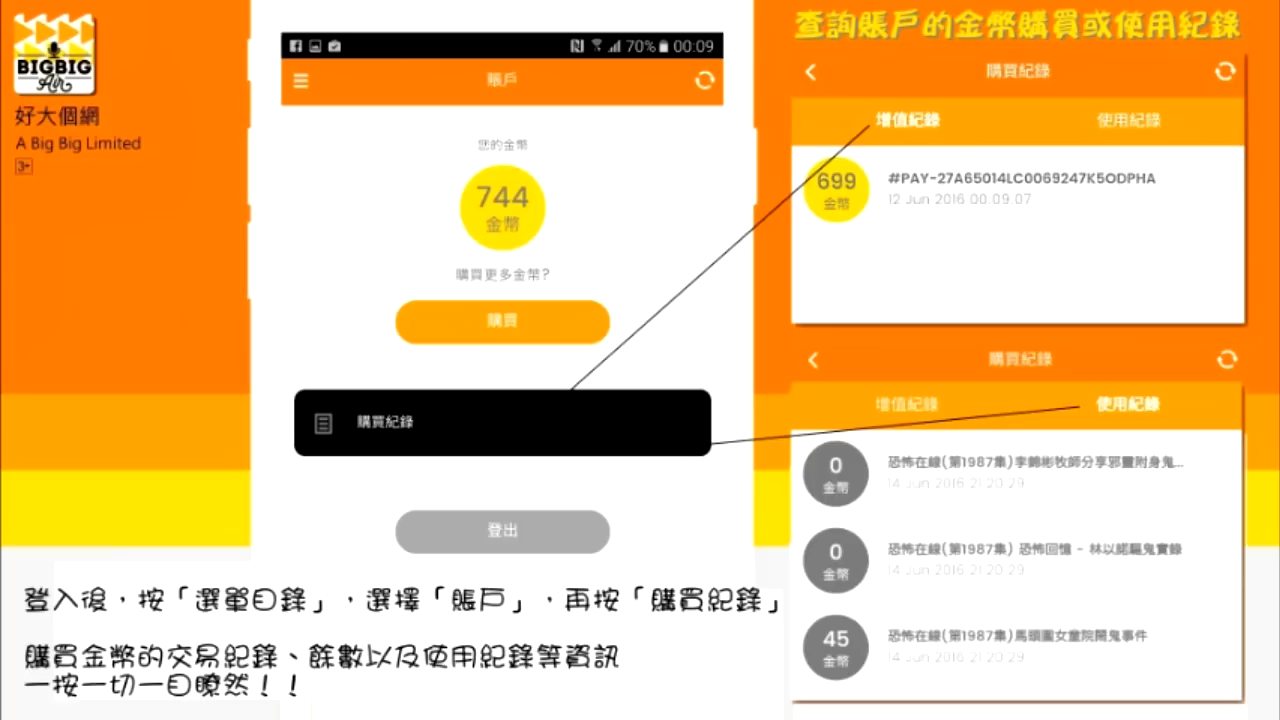 BIGBIG
Air
好大個網
A Big Big Limited
3+
70% 00:09
賬戶
您的金幣
744
金幣
購買更多金幣?
購買
購買紀錄
登出
查詢賬戶的金幣購買或使用紀錄
購買紀錄
增值紀錄 使用紀錄
699
金幣
#PAY-27A65014LC0069247K5ODPHA
12 Jun 2016 00:09:07
購買紀錄
增值紀錄 使用紀錄
0
金幣
恐怖在線(第1987集)李錦彬牧師分享邪靈附身鬼...
14 Jun 2016 21:20:29
0
金幣
恐怖在線(第1987集) 恐怖回憶 - 林以諾驅鬼實錄
14 Jun 2016 21:20:29
45
金幣
恐怖在線(第1987集)馬頭圍女童院鬧鬼事件
14 Jun 2016 21:20:29
登入後，按「選單目錄」，選擇「賬戶」，再按「購買紀錄」
購買金幣的交易紀錄、餘數以及使用紀錄等資訊
一按一切一目瞭然！！